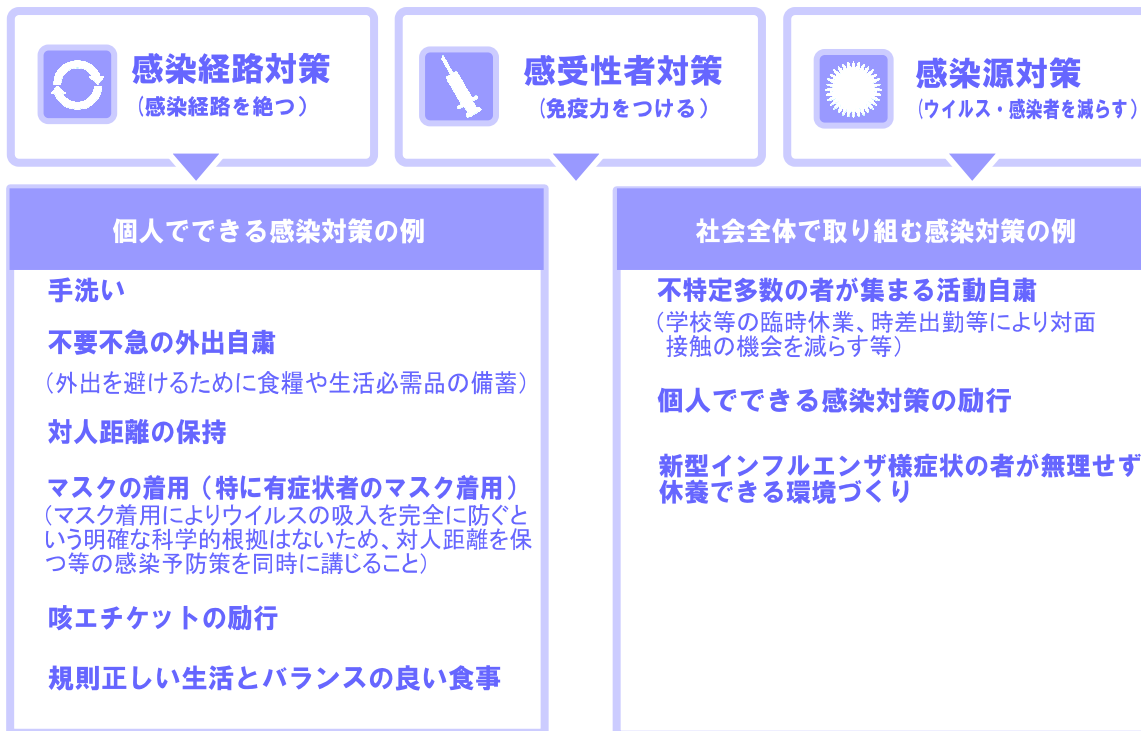 感染経路対策
（感染経路を絶つ）
感受性者対策
（免疫力をつける）
感染源対策
（ウイルス・感染者を減らす）
個人でできる感染対策の例
手洗い
不要不急の外出自粛
（外出を避けるために食糧や生活必需品の備蓄）
対人距離の保持
マスクの着用（特に有症状者のマスク着用）
（マスク着用によりウイルスの吸入を完全に防ぐと
いう明確な科学的根拠はないため、対人距離を保
つ等の感染予防策を同時に講じること）
咳エチケットの励行
規則正しい生活とバランスの良い食事
社会全体で取り組む感染対策の例
不特定多数の者が集まる活動自粛
（学校等の臨時休業、時差出勤等により対面
接触の機会を減らす等）
個人でできる感染対策の励行
新型インフルエンザ様症状の者が無理せず
休養できる環境づくり